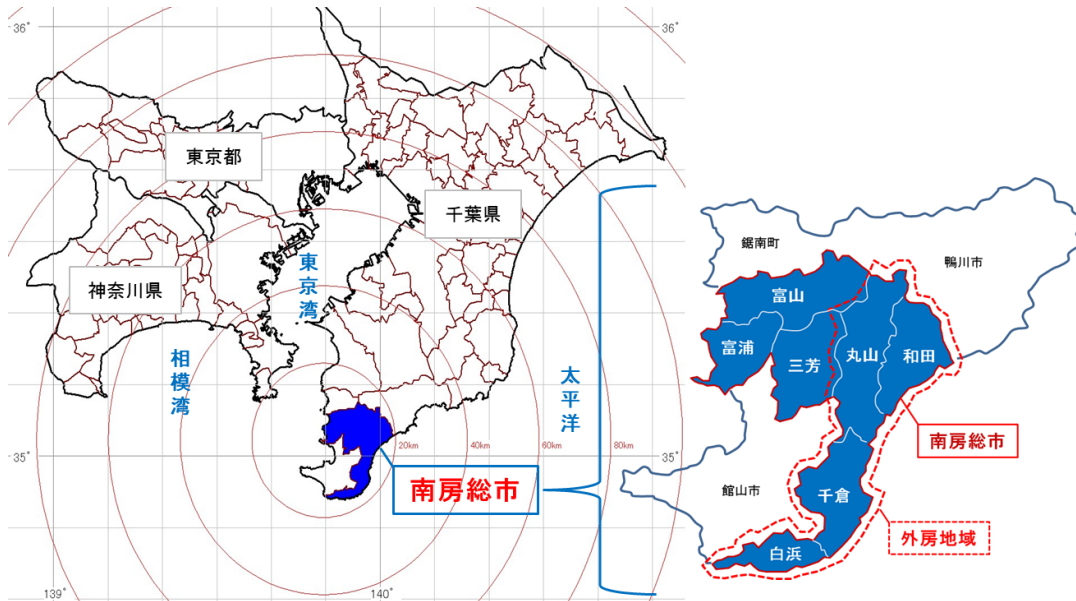 36°
36°
東京都
千葉県
神奈川県
東京湾
相模湾
太平洋
20km
40km
60km
80km
35°
35°
南房総市
139°
140°
鋸南町
鴨川市
富山
富浦
三芳
丸山
和田
南房総市
館山市
千倉
外房地域
白浜